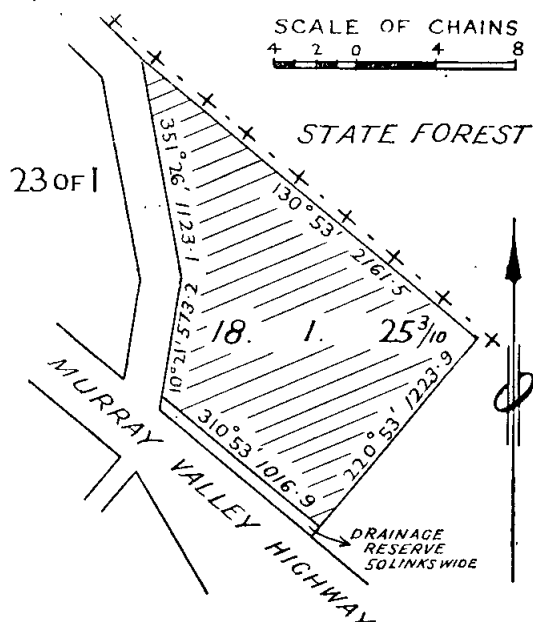 SCALE OF CHAINS
4 2 0 4 8
STATE FOREST
23 OF 1
351°26' 1123·1
130°53' 2161·5
10°21' 573·2
18. 1. 25 3/10
310°53' 1016·9
220°53' 1223·9
MURRAY VALLEY HIGHWAY
DRAINAGE
RESERVE
50 LINKS WIDE